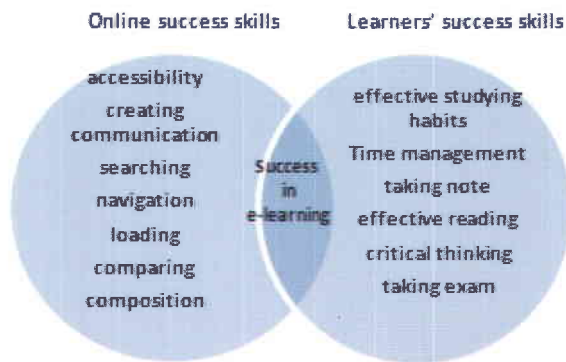 Online success skills
Learners' success skills
accessibility
creating
communication
searching
navigation
loading
comparing
composition
Success
in
e-learning
effective studying
habits
Time management
taking note
effective reading
critical thinking
taking exam